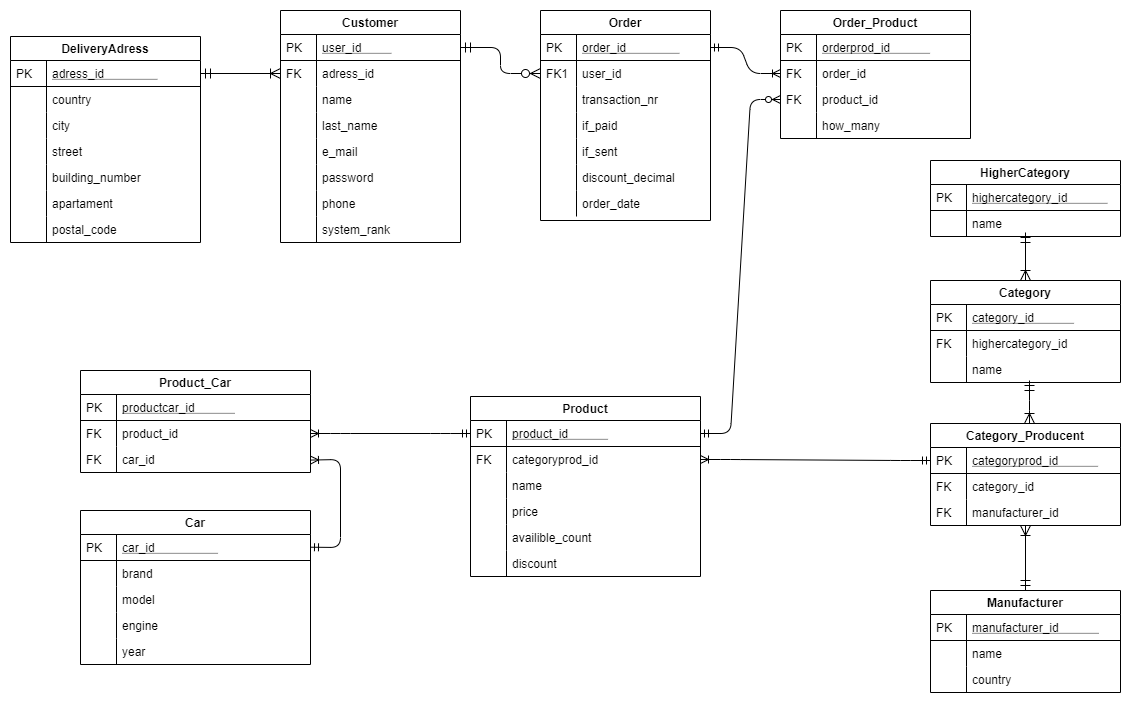 DeliveryAdress
PK adress_id
country
city
street
building_number
apartament
postal_code
Customer
PK user_id
FK adress_id
name
last_name
e_mail
password
phone
system_rank
Order
PK order_id
FK1 user_id
transaction_nr
if_paid
if_sent
discount_decimal
order_date
Order_Product
PK orderprod_id
FK order_id
FK product_id
how_many
HigherCategory
PK highercategory_id
name
Category
PK category_id
FK highercategory_id
name
Product_Car
PK productcar_id
FK product_id
FK car_id
Product
PK product_id
FK categoryprod_id
name
price
availible_count
discount
Category_Producent
PK categoryprod_id
FK category_id
FK manufacturer_id
Car
PK car_id
brand
model
engine
year
Manufacturer
PK manufacturer_id
name
country